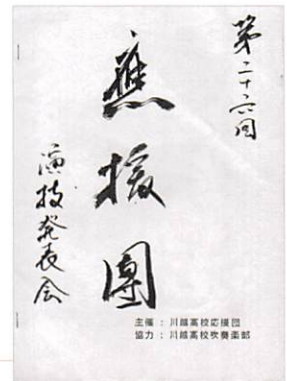 第二十六回
應援團
演技発表会
主催 : 川越高校応援団
協力 : 川越高校吹奏楽部